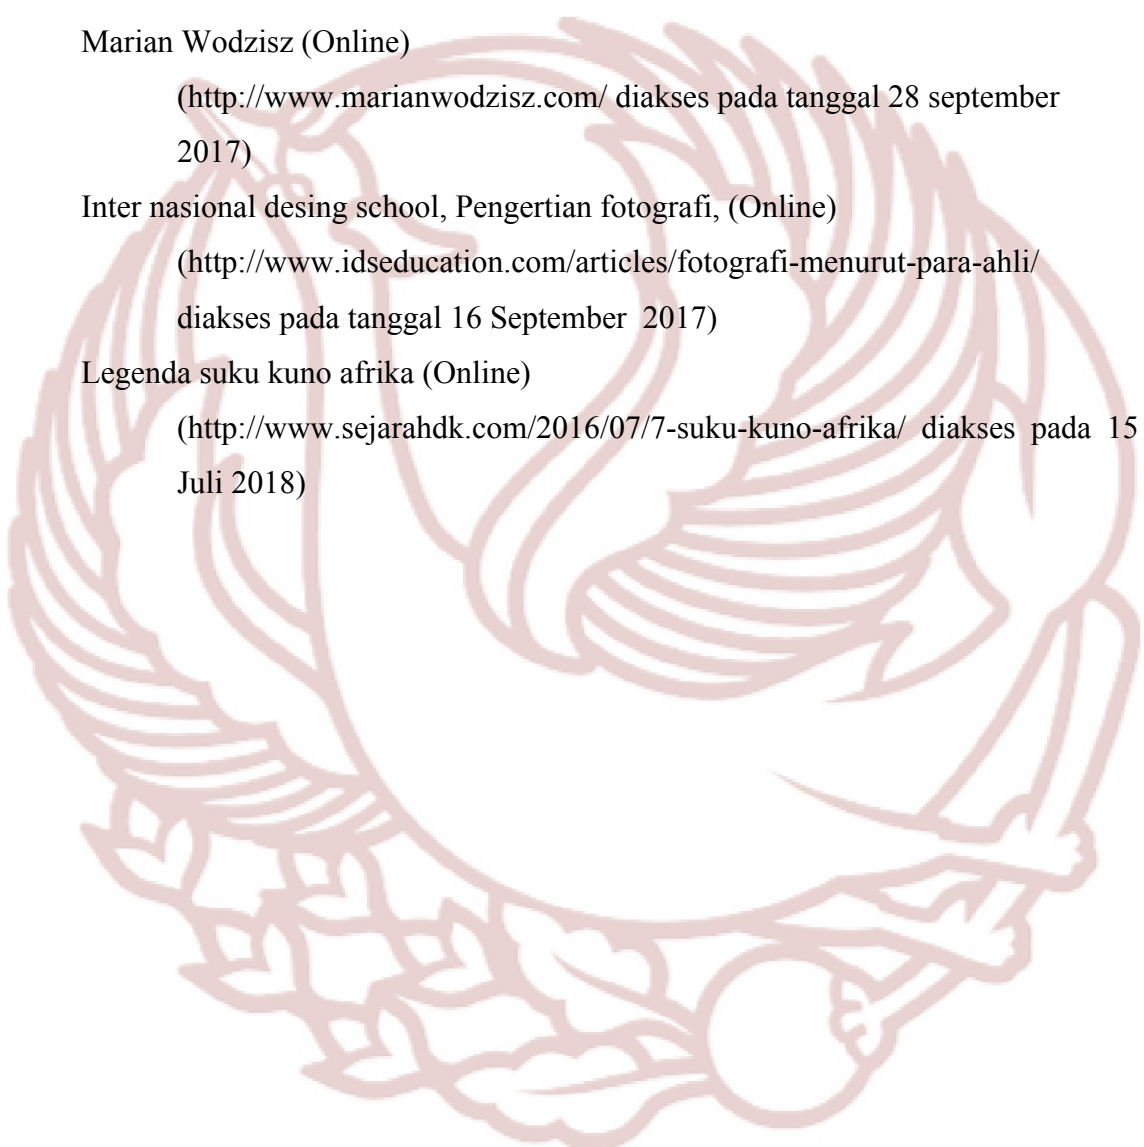 Marian Wodzisz (Online)
(http://www.marianwodzisz.com/ diakses pada tanggal 28 september
2017)
Inter nasional desing school, Pengertian fotografi, (Online)
(http://www.idseducation.com/articles/fotografi-menurut-para-ahli/
diakses pada tanggal 16 September  2017)
Legenda suku kuno afrika (Online)
(http://www.sejarahdk.com/2016/07/7-suku-kuno-afrika/ diakses pada 15
Juli 2018)